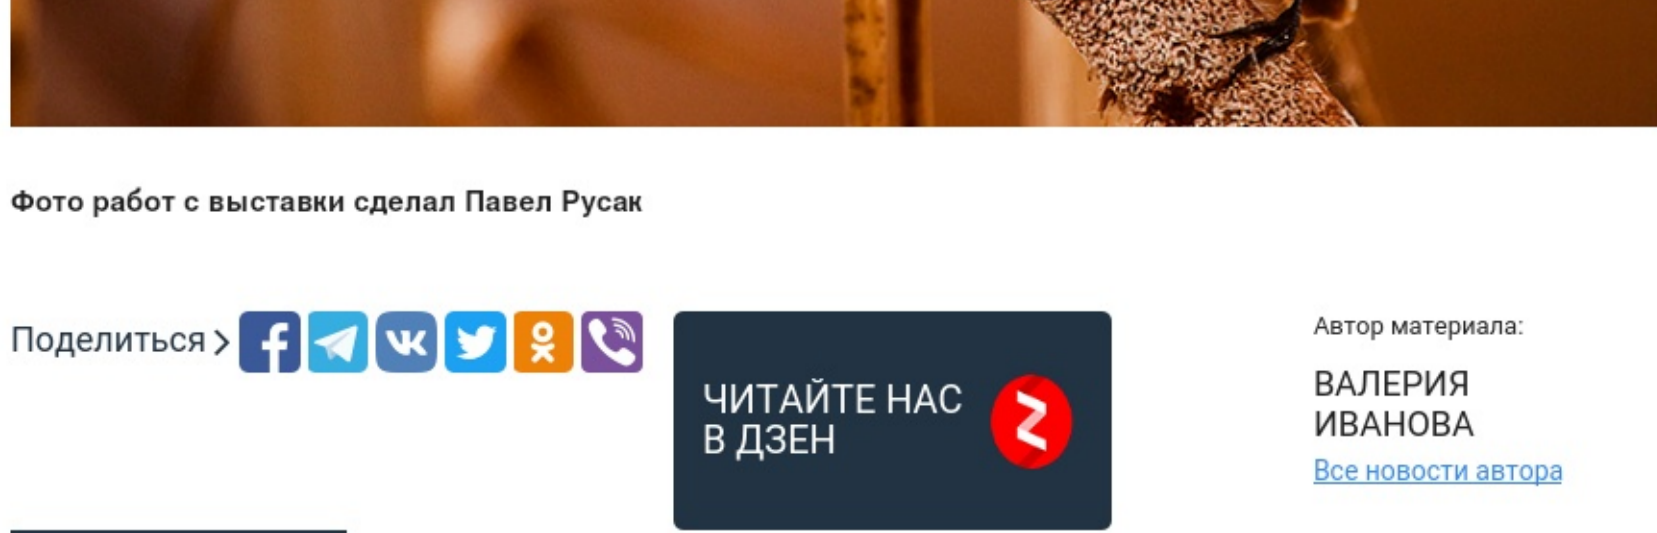 Фото работ с выставки сделал Павел Русак
Поделиться >
ЧИТАЙТЕ НАС
В ДЗЕН
Автор материала:
ВАЛЕРИЯ
ИВАНОВА
Все новости автора